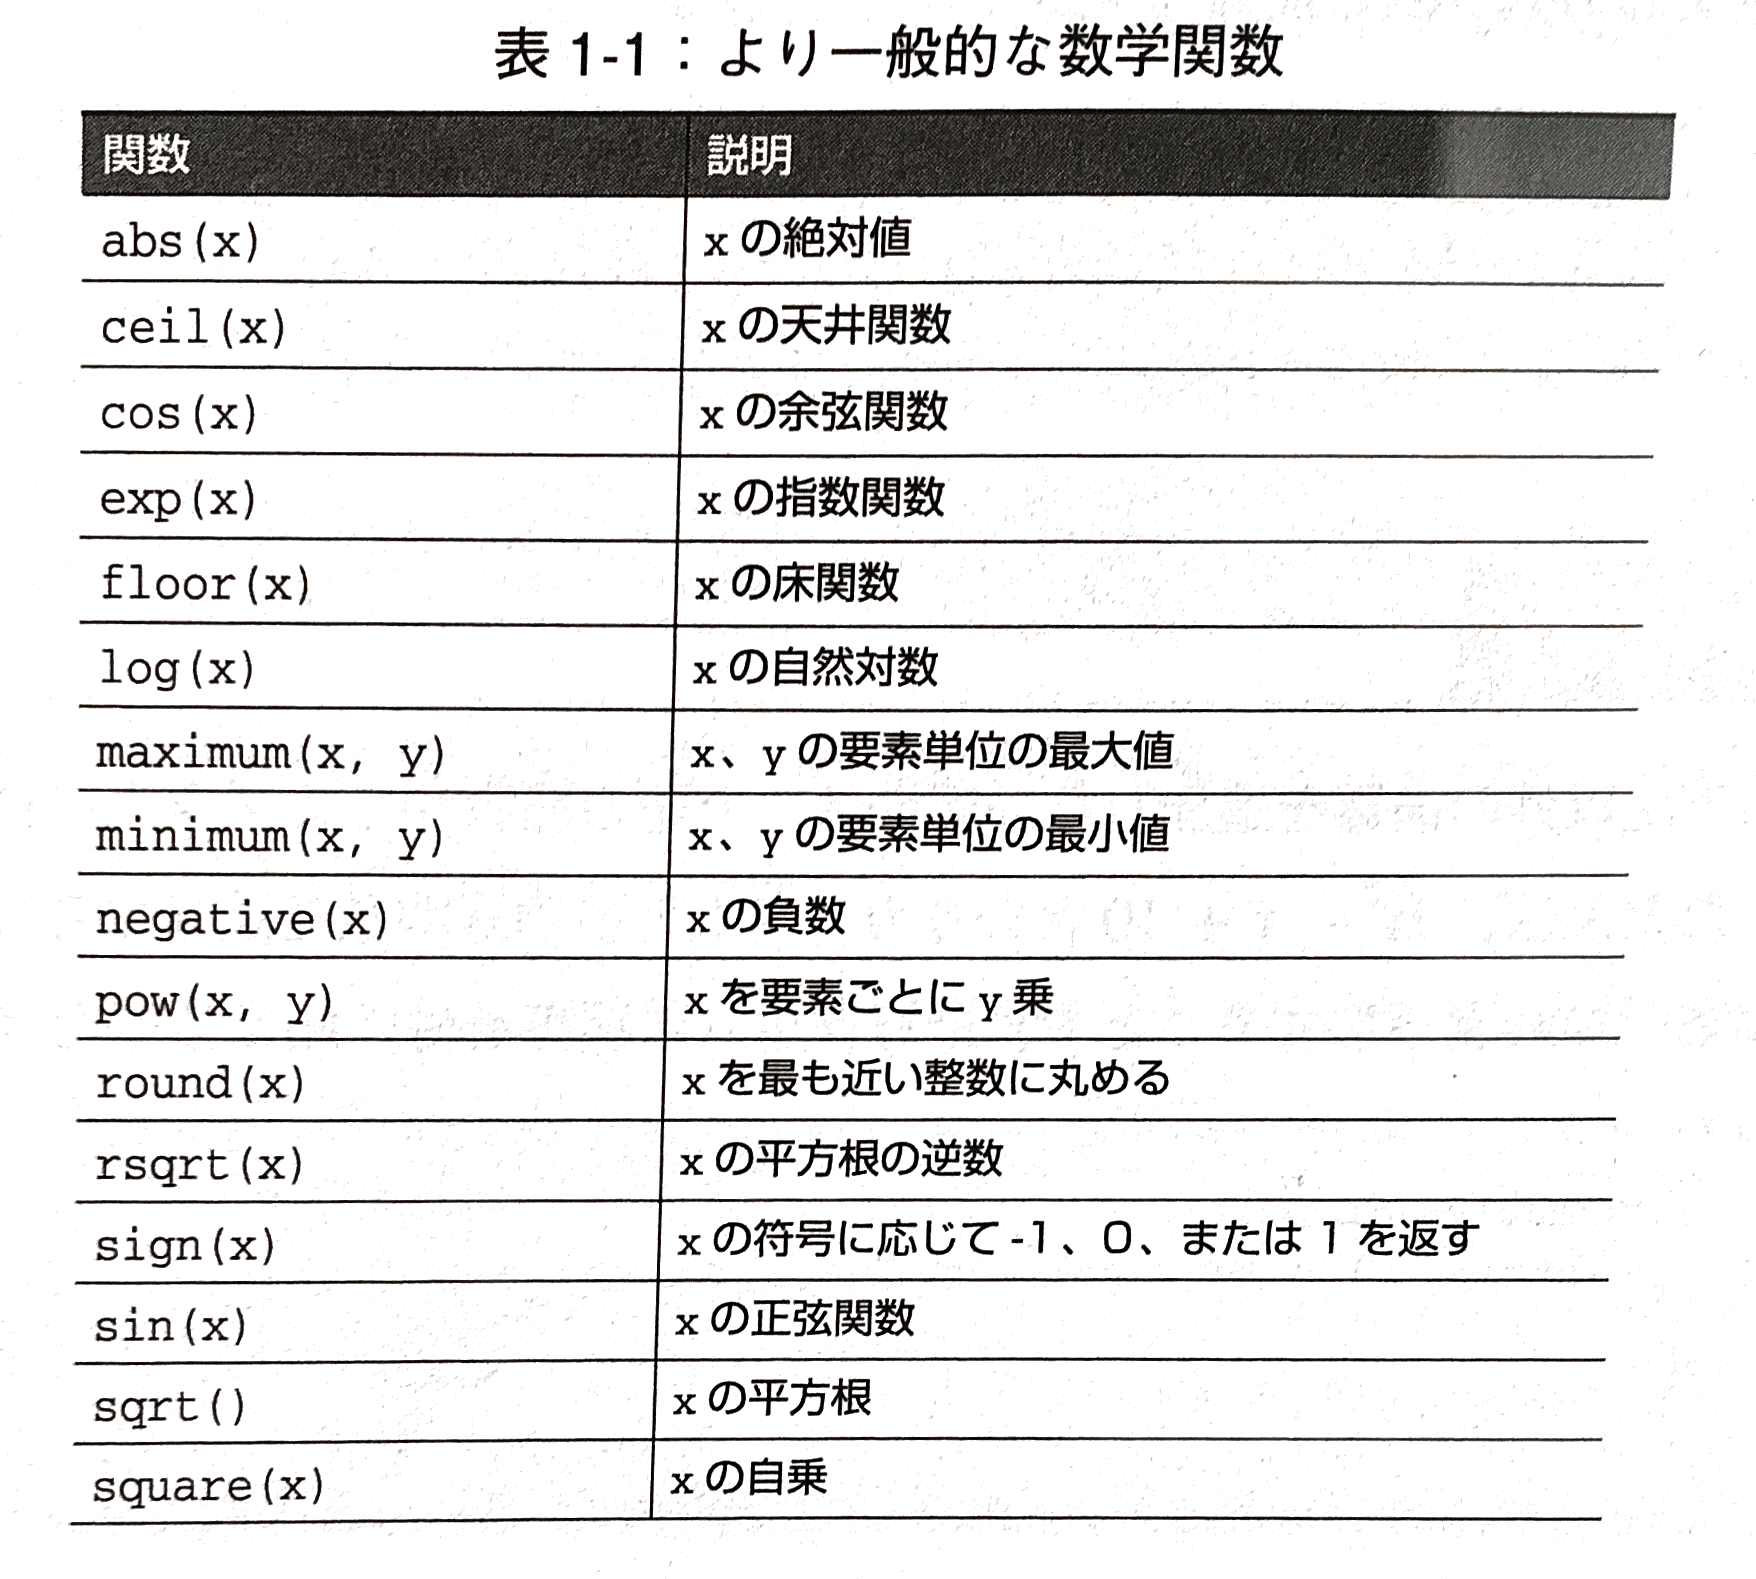 表 1-1：より一般的な数学関数
関数 説明
abs(x) x の絶対値
ceil(x) x の天井関数
cos(x) x の余弦関数
exp(x) x の指数関数
floor(x) x の床関数
log(x) x の自然対数
maximum(x, y) x、y の要素単位の最大値
minimum(x, y) x、y の要素単位の最小値
negative(x) x の負数
pow(x, y) x を要素ごとに y 乗
round(x) x を最も近い整数に丸める
rsqrt(x) x の平方根の逆数
sign(x) x の符号に応じて -1、0、または 1 を返す
sin(x) x の正弦関数
sqrt() x の平方根
square(x) x の自乗